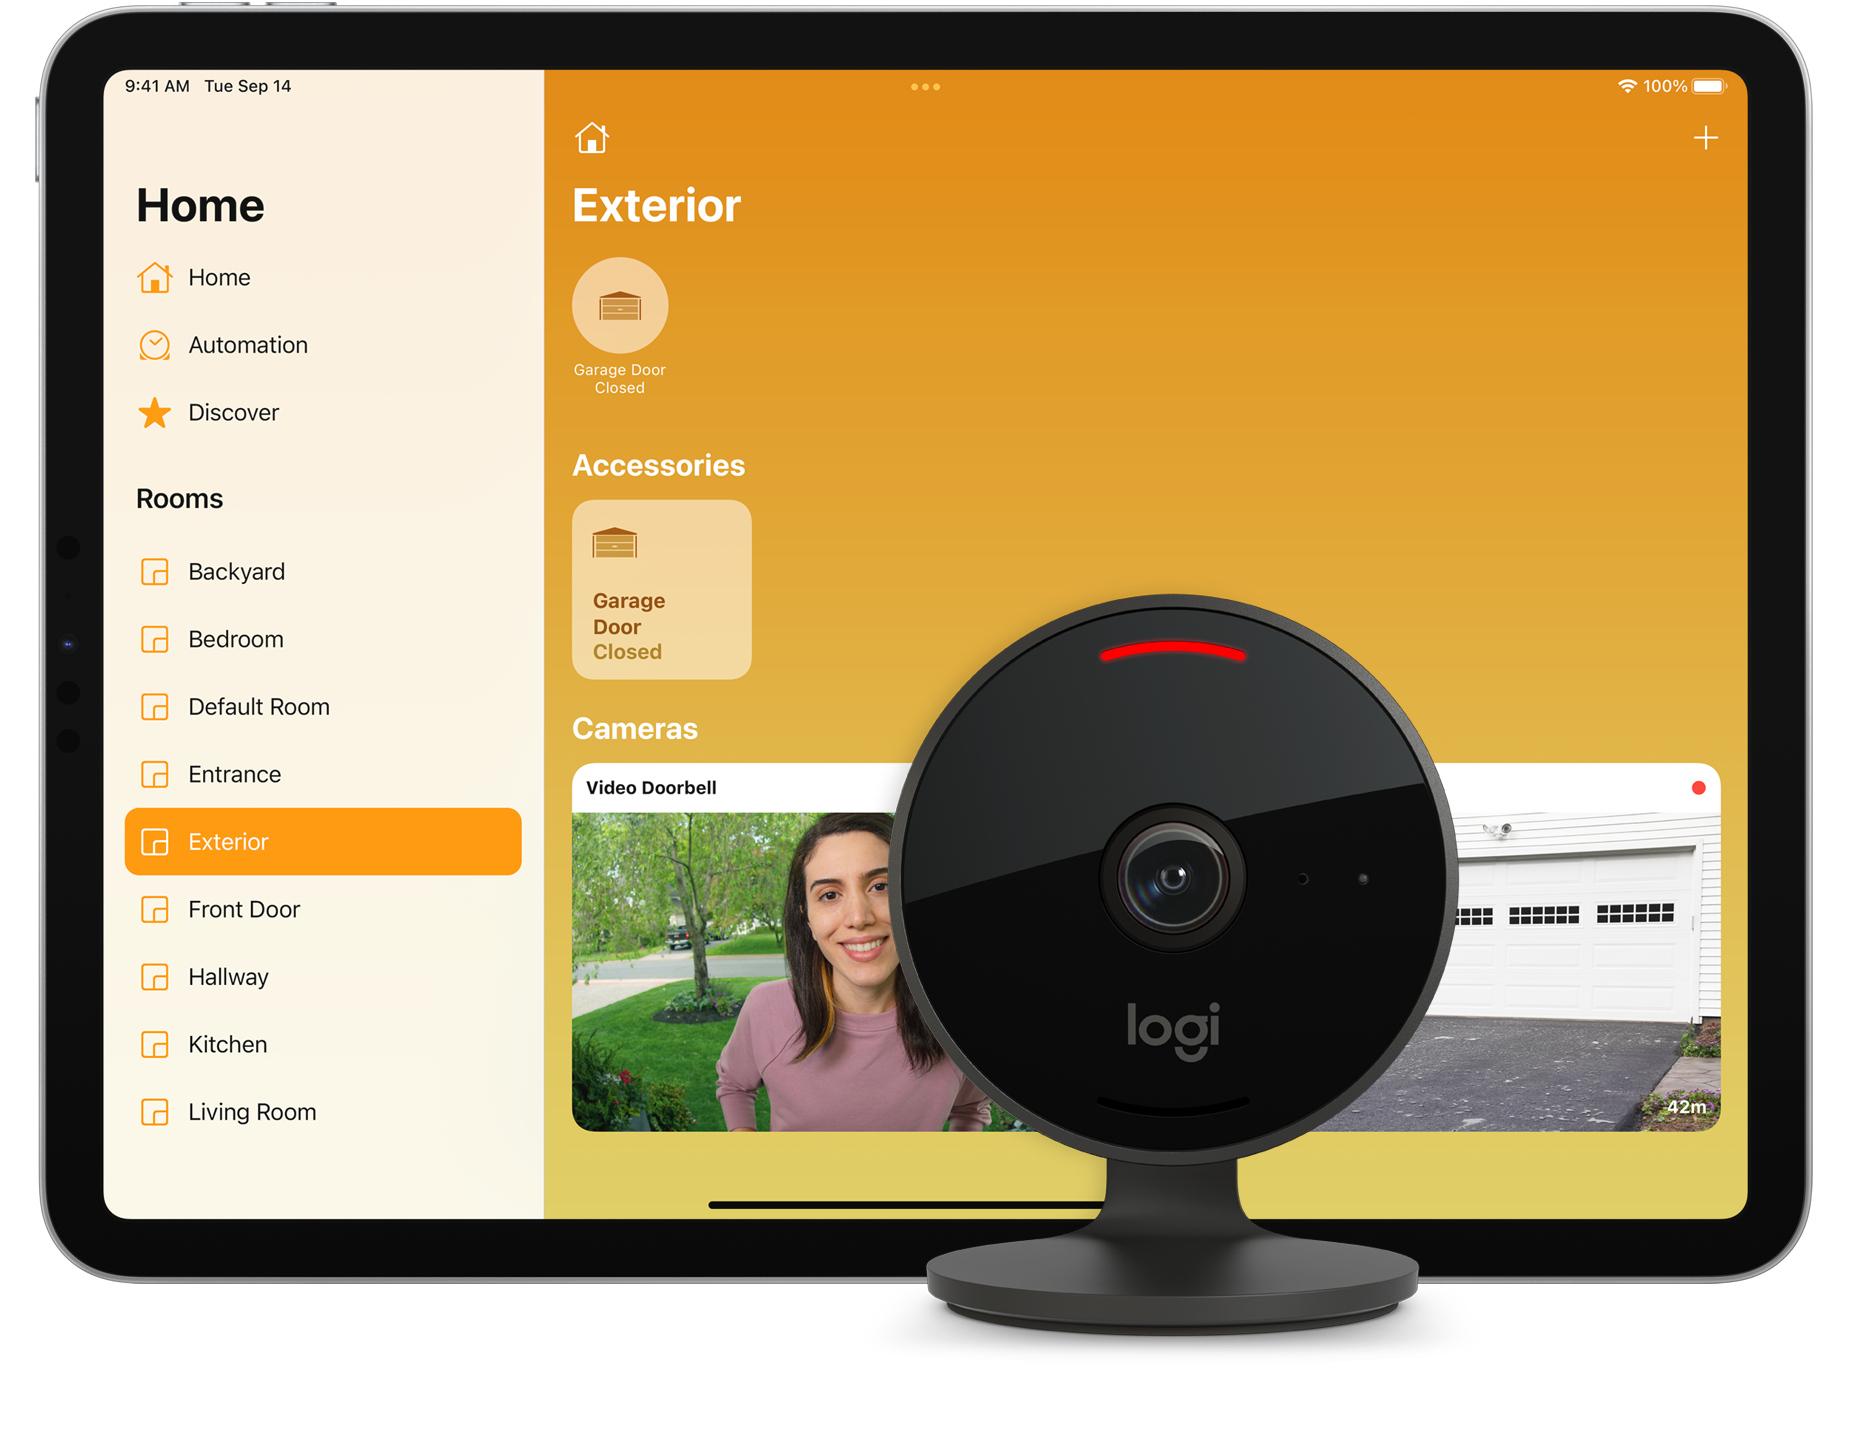 9:41 AM Tue Sep 14
100%
Home
Home
Automation
Discover
Rooms
Backyard
Bedroom
Default Room
Entrance
Exterior
Front Door
Hallway
Kitchen
Living Room
Exterior
Garage Door
Closed
Accessories
Garage
Door
Closed
Cameras
Video Doorbell
42m
logi